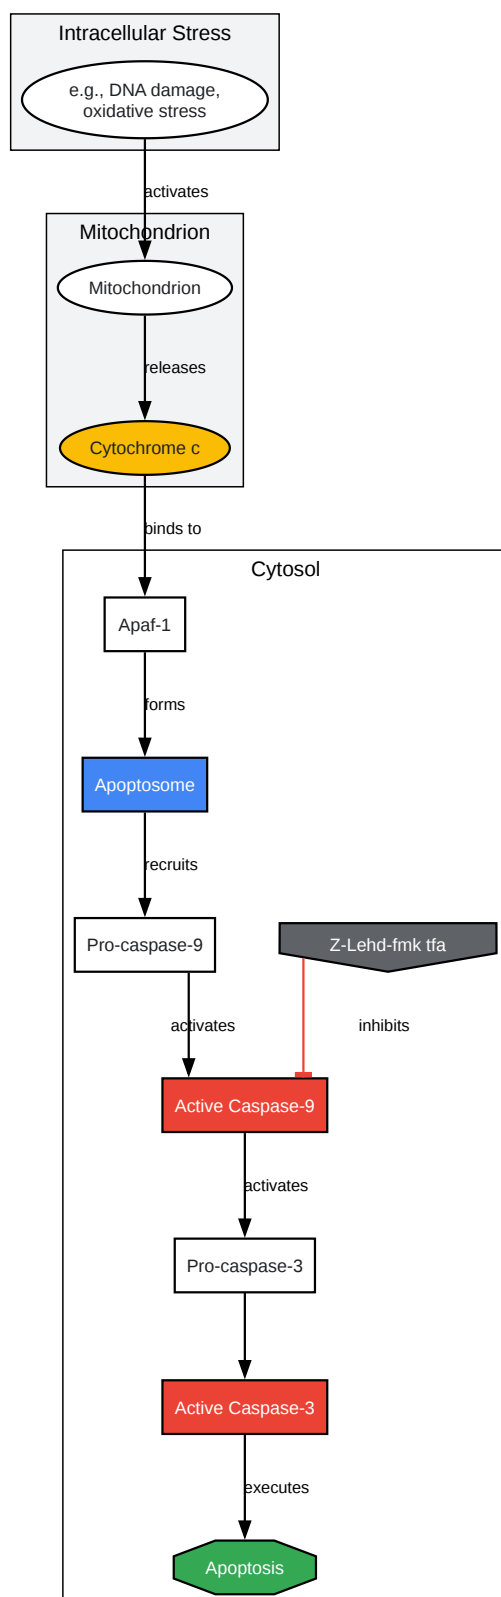 Intracellular Stress
e.g., DNA damage,
oxidative stress
activates
Mitochondrion
Mitochondrion
releases
Cytochrome c
binds to
Cytosol
Apaf-1
forms
Apoptosome
recruits
Pro-caspase-9
Z-Lehd-fmk tfa
activates
inhibits
Active Caspase-9
activates
Pro-caspase-3
Active Caspase-3
executes
Apoptosis